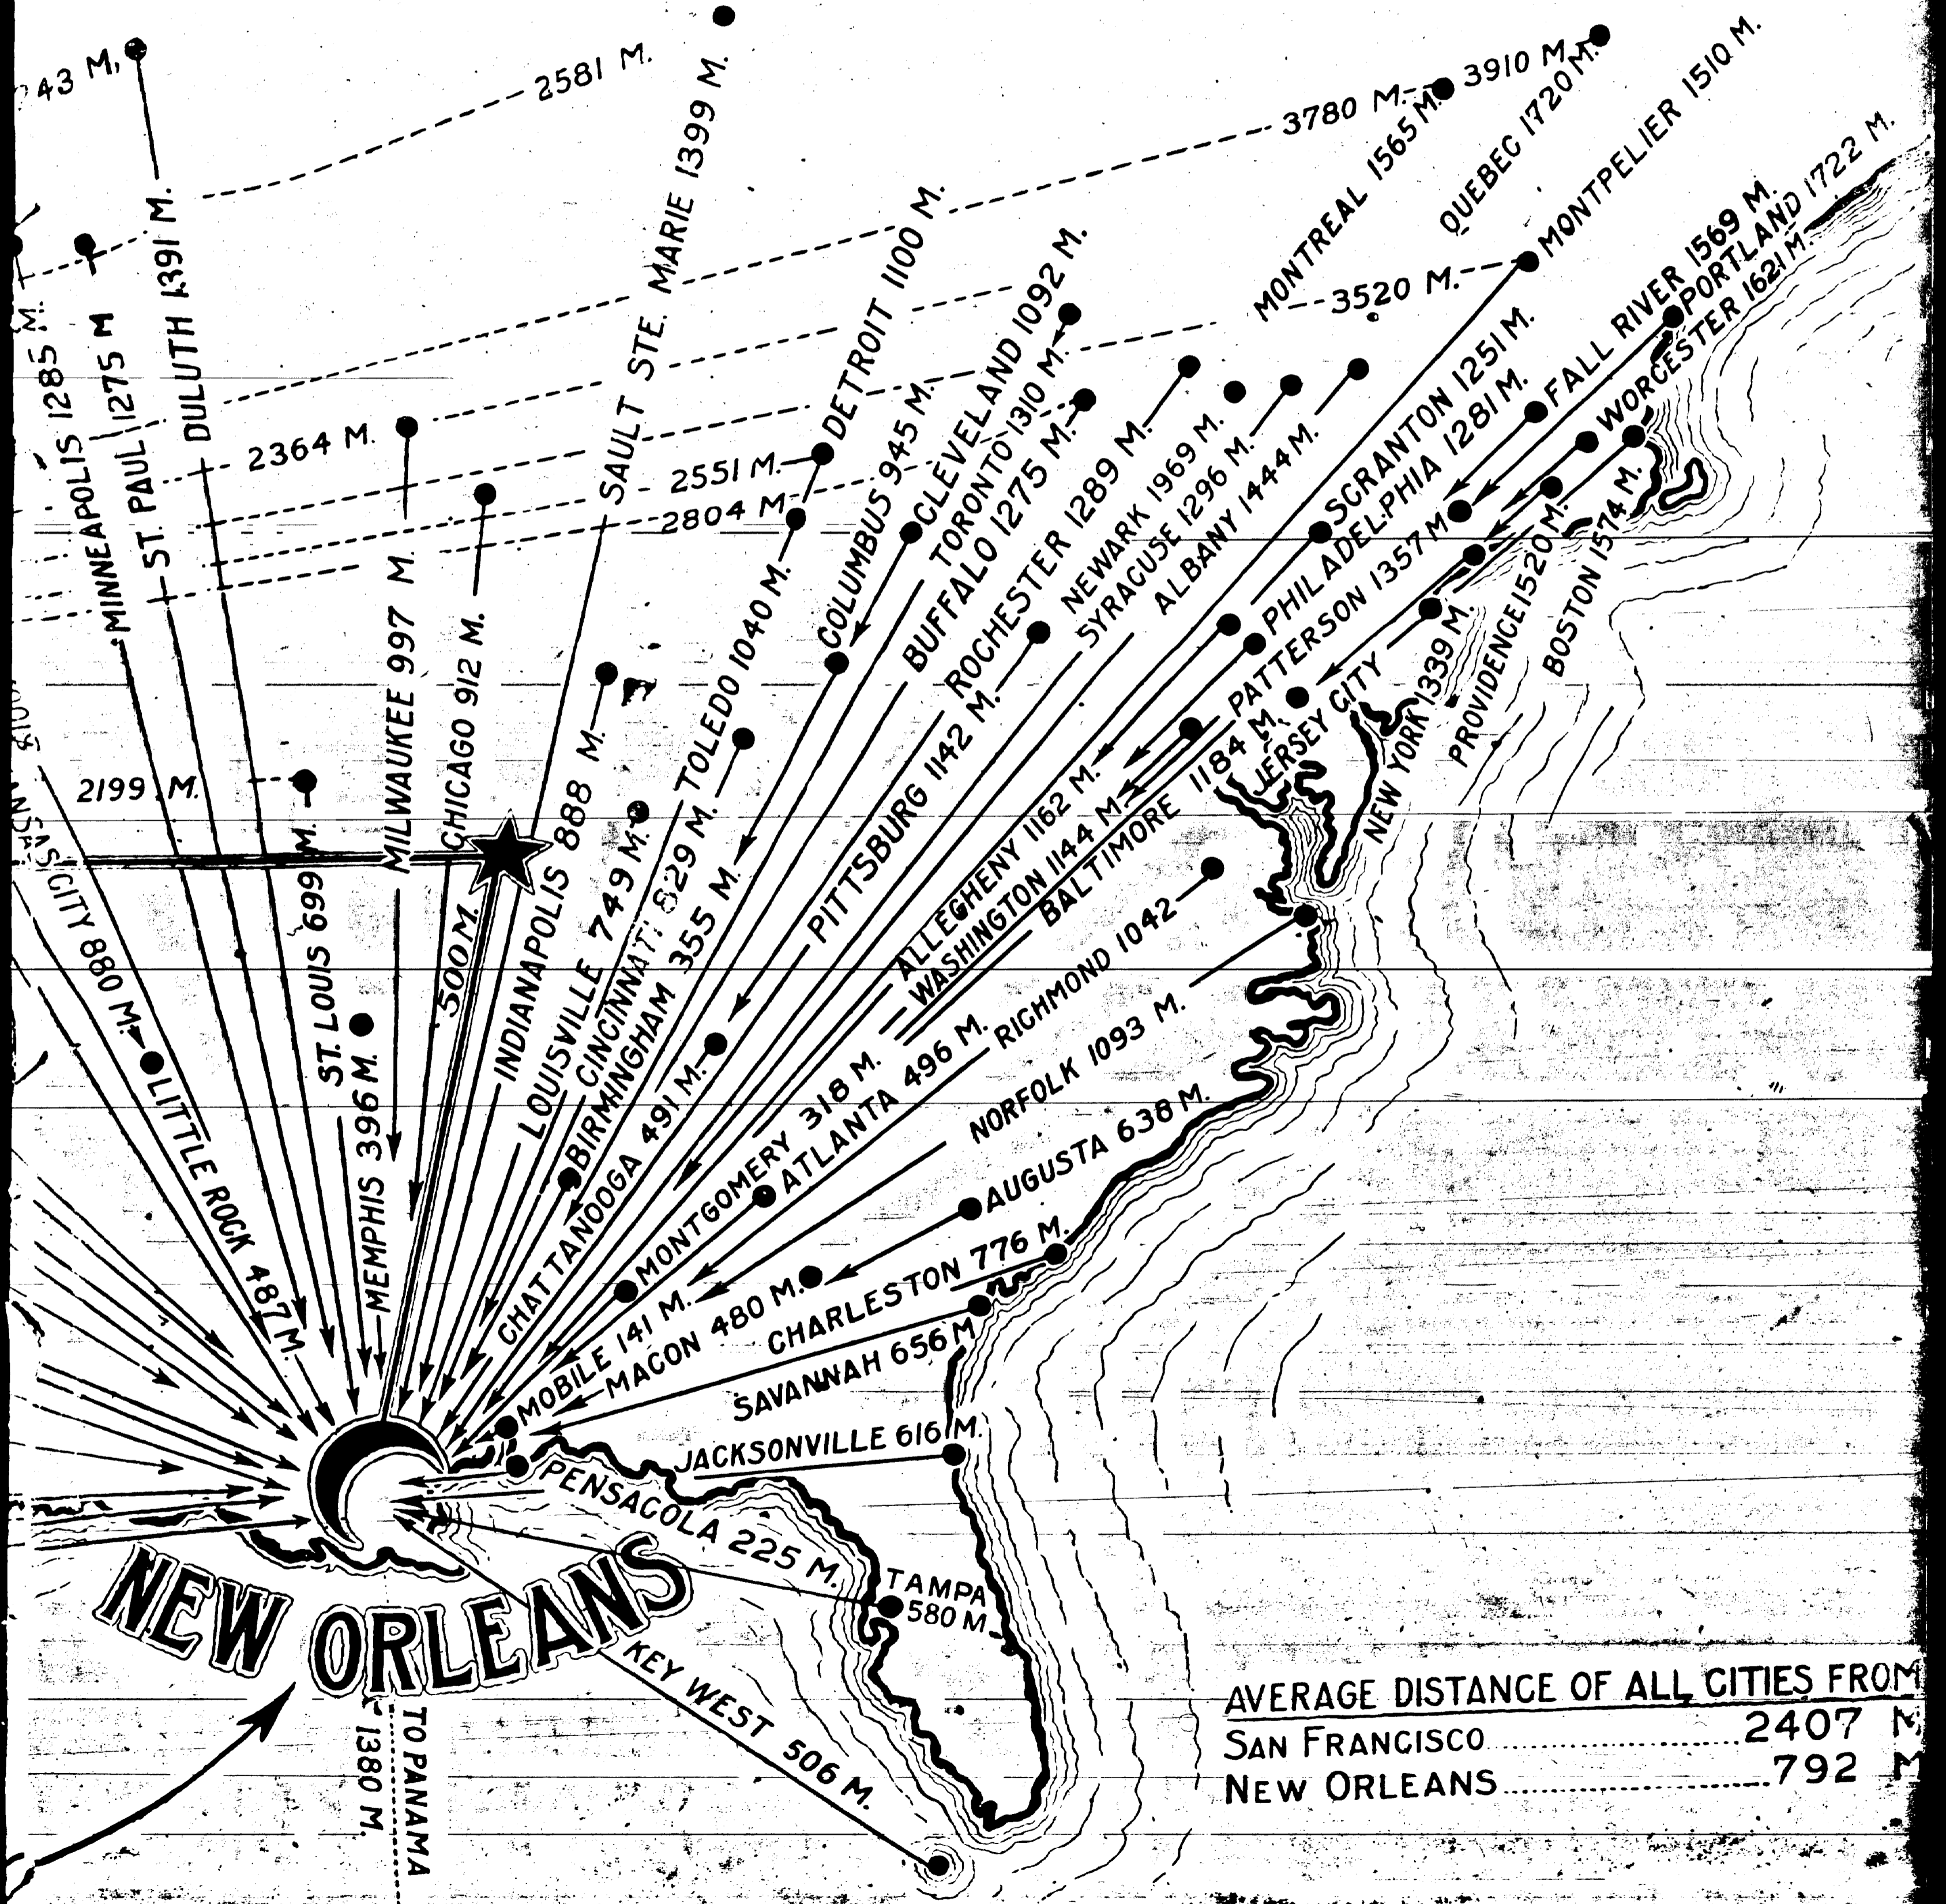 43 M.
2581 M.
SAULT STE. MARIE 1399 M.
3780 M.
3910 M.
MONTREAL 1565 M.
QUEBEC 1720 M.
MONTPELIER 1510 M.
3520 M.
FALL RIVER 1569 M.
PORTLAND 1722 M.
WORCESTER 1621 M.
MINNEAPOLIS 1285 M.
ST. PAUL 1275 M
DULUTH 1391 M.
2364 M.
2551 M.
2804 M.
DETROIT 1100 M.
COLUMBUS 945 M.
CLEVELAND 1092 M.
TORONTO 1310 M.
BUFFALO 1275 M.
ROCHESTER 1289 M.
NEWARK 1969 M.
SYRACUSE 1296 M.
ALBANY 1444 M.
SCRANTON 1251 M.
PHILADELPHIA 1281 M.
PATTERSON 1357 M
JERSEY CITY
NEW YORK 1339 M.
PROVIDENCE 1520 M.
BOSTON 1574 M.
2199 M.
MILWAUKEE 997 M.
CHICAGO 912 M.
500 M.
INDIANAPOLIS 888 M.
LOUISVILLE 749 M.
CINCINNATI 829 M.
TOLEDO 1040 M.
BIRMINGHAM 355 M.
PITTSBURG 1142 M.
ALLEGHENY 1162 M.
WASHINGTON 1144 M.
BALTIMORE 1184 M.
RICHMOND 1042
NORFOLK 1093 M.
CITY 880 M.
LITTLE ROCK 487 M.
ST. LOUIS 699 M.
MEMPHIS 396 M.
CHATTANOOGA 491 M.
MONTGOMERY 318 M.
ATLANTA 496 M.
AUGUSTA 638 M.
MOBILE 141 M.
MACON 480 M.
CHARLESTON 776 M.
SAVANNAH 656 M
JACKSONVILLE 616 M.
PENSACOLA 225 M.
TAMPA
580 M.
NEW ORLEANS
KEY WEST 506 M.
TO PANAMA
1380 M.
AVERAGE DISTANCE OF ALL CITIES FROM
SAN FRANCISCO 2407 M
NEW ORLEANS 792 M